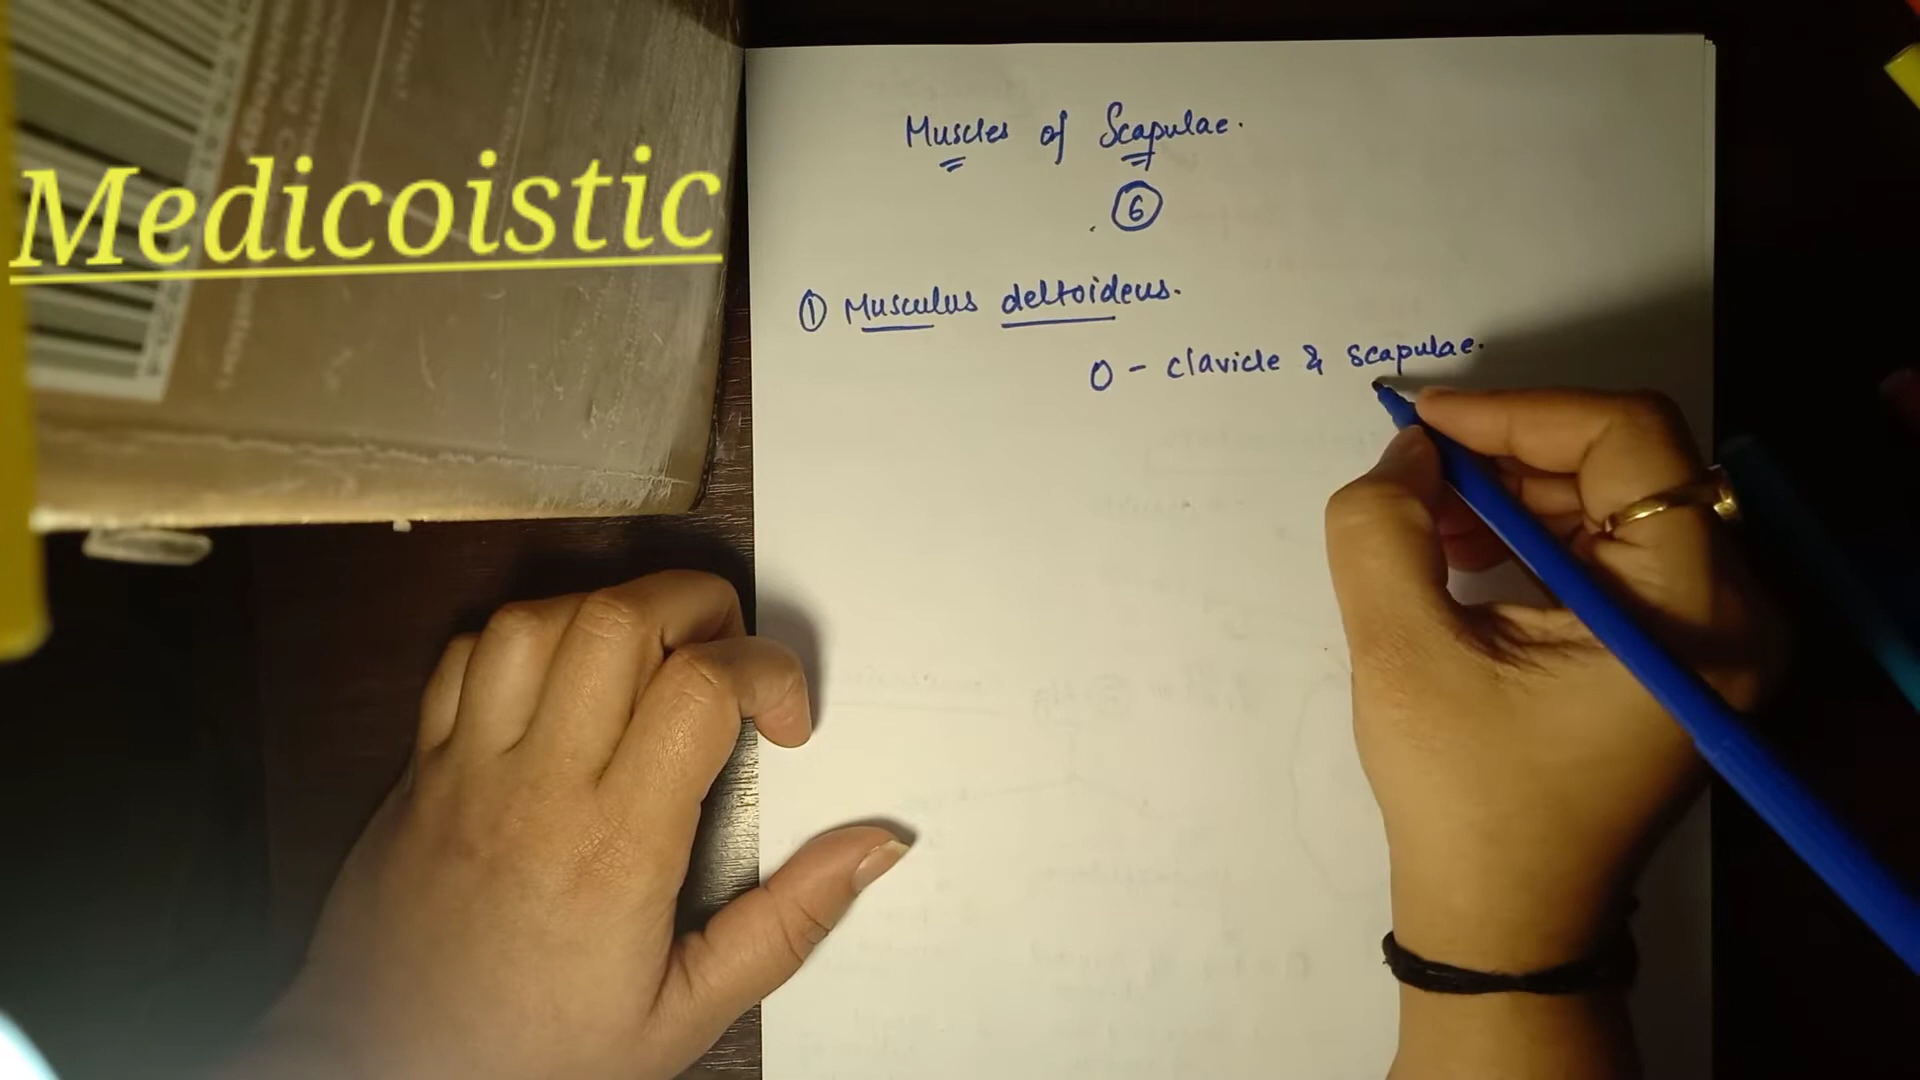 Medicoistic
Muscles of Scapulae.
6
① Musculus deltoideus.
O - clavicle & scapulae.